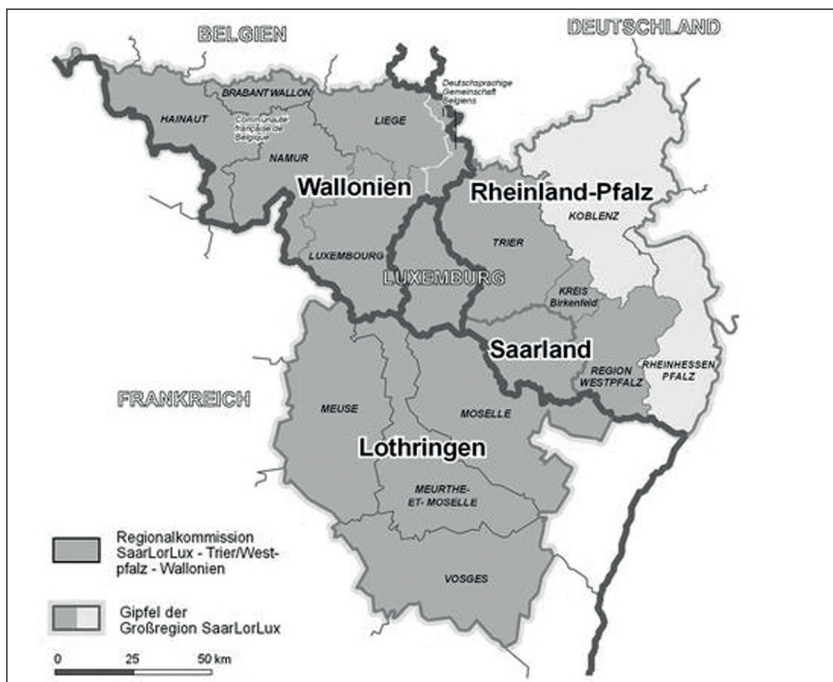 BELGIEN
DEUTSCHLAND
Deutschsprachige
Gemeinschaft
Belgiens
BRABANT WALLON
HAINAUT
Communauté
française de
Belgique
LIEGE
NAMUR
Wallonien
Rheinland-Pfalz
KOBLENZ
TRIER
LUXEMBOURG
LUXEMBURG
KREIS
Birkenfeld
Saarland
REGION
WESTPFALZ
RHEINHESSEN
PFALZ
FRANKREICH
MEUSE
MOSELLE
Lothringen
MEURTHE-
ET- MOSELLE
VOSGES
Regionalkommission
SaarLorLux - Trier/West-
pfalz - Wallonien
Gipfel der
Großregion SaarLorLux
0 25 50 km